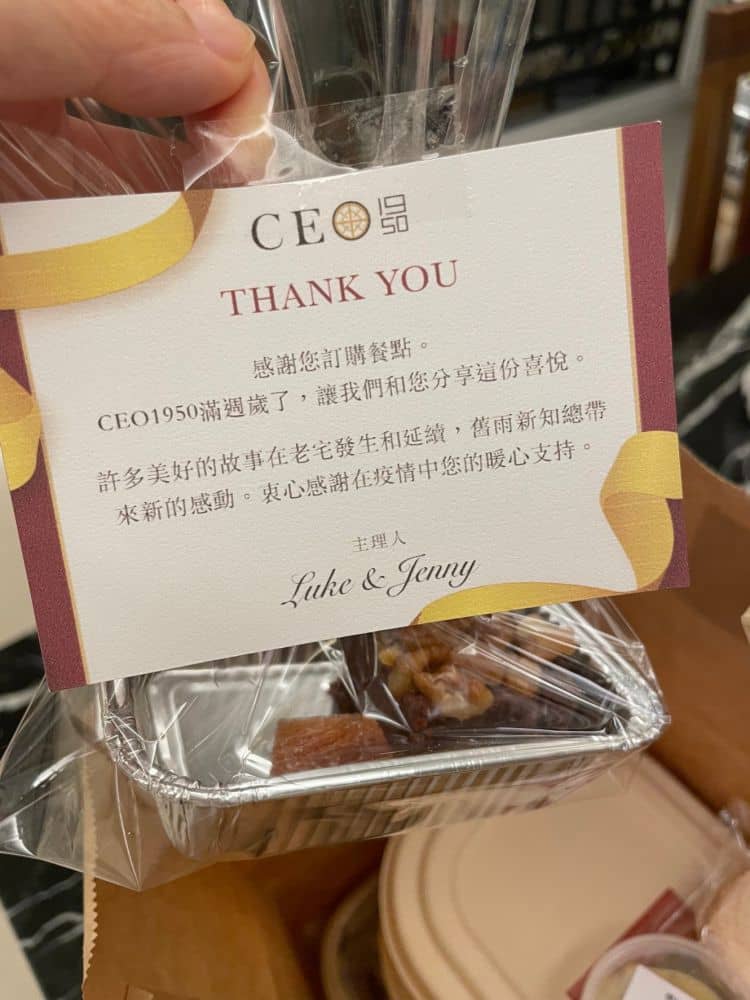 CEO 1950
THANK YOU
感謝您訂購餐點。
CEO1950滿週歲了，讓我們和您分享這份喜悅。
許多美好的故事在老宅發生和延續，舊雨新知總帶
來新的感動。衷心感謝在疫情中您的暖心支持。
主理人
Luke & Jenny